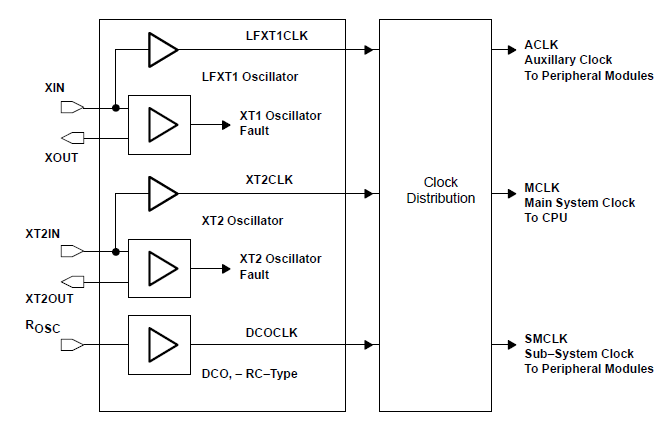 LFXT1CLK
ACLK
Auxillary Clock
To Peripheral Modules
LFXT1 Oscillator
XIN
XT1 Oscillator
Fault
XOUT
XT2CLK
Clock
Distribution
MCLK
Main System Clock
To CPU
XT2 Oscillator
XT2IN
XT2 Oscillator
Fault
XT2OUT
ROSC
DCOCLK
SMCLK
Sub–System Clock
To Peripheral Modules
DCO, – RC–Type